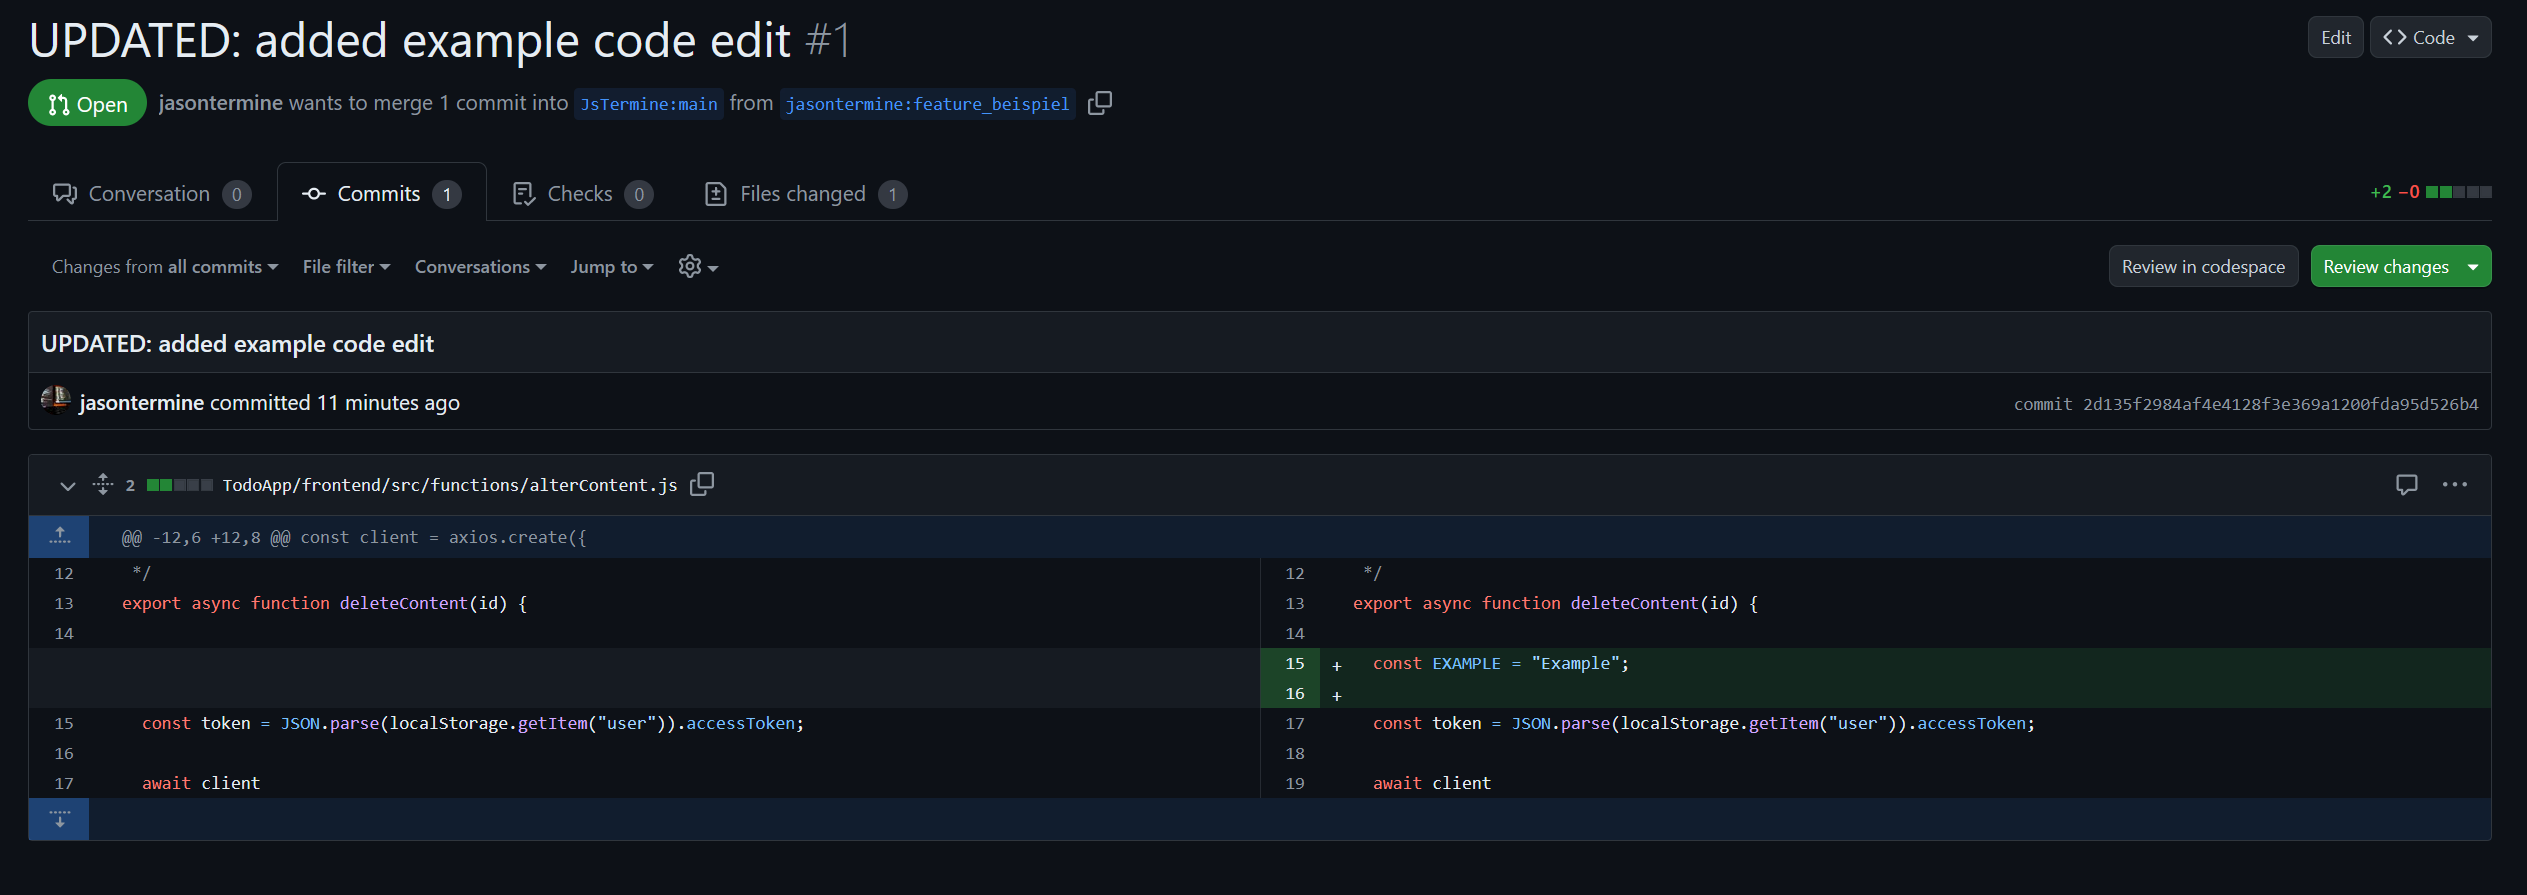 UPDATED: added example code edit #1
Edit
Code
Open
jasontermine wants to merge 1 commit into JsTermine:main from jasontermine:feature_beispiel
Conversation 0
Commits 1
Checks 0
Files changed 1
+2 −0
Changes from all commits
File filter
Conversations
Jump to
Review in codespace
Review changes
UPDATED: added example code edit
jasontermine committed 11 minutes ago
commit 2d135f2984af4e4128f3e369a1200fda95d526b4
2 TodoApp/frontend/src/functions/alterContent.js
@@ -12,6 +12,8 @@ const client = axios.create({
12 */
13 export async function deleteContent(id) {
14
15 const token = JSON.parse(localStorage.getItem("user")).accessToken;
16
17 await client
12 */
13 export async function deleteContent(id) {
14
15 + const EXAMPLE = "Example";
16 +
17 const token = JSON.parse(localStorage.getItem("user")).accessToken;
18
19 await client